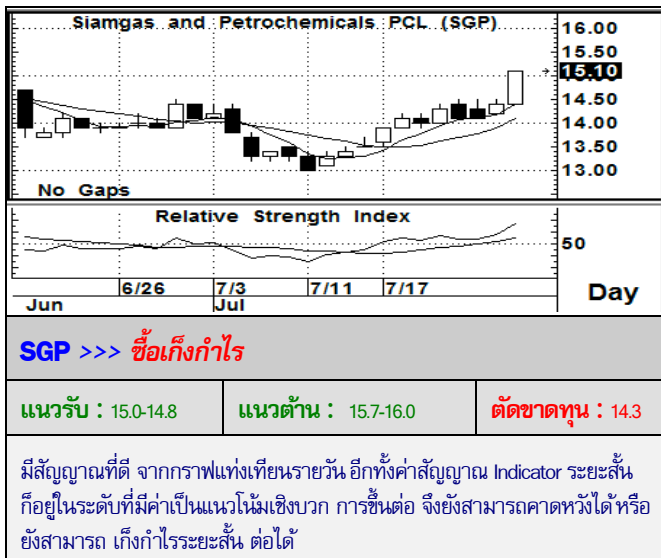 Siamgas and Petrochemicals PCL (SGP)
16.00
15.50
15.10
14.50
14.00
13.50
13.00
No Gaps
Relative Strength Index
50
6/26 7/3 7/11 7/17
Jun Jul
Day
SGP >>> ซื้อเก็งกำไร
แนวรับ : 15.0-14.8 แนวต้าน : 15.7-16.0 ตัดขาดทุน : 14.3
มีสัญญาณที่ดี จากกราฟแท่งเทียนรายวัน อีกทั้งค่าสัญญาณ Indicator ระยะสั้น
ก็อยู่ในระดับที่มีค่าเป็นแนวโน้มเชิงบวก การขึ้นต่อ จึงยังสามารถคาดหวังได้ หรือ
ยังสามารถ เก็งกำไรระยะสั้น ต่อได้